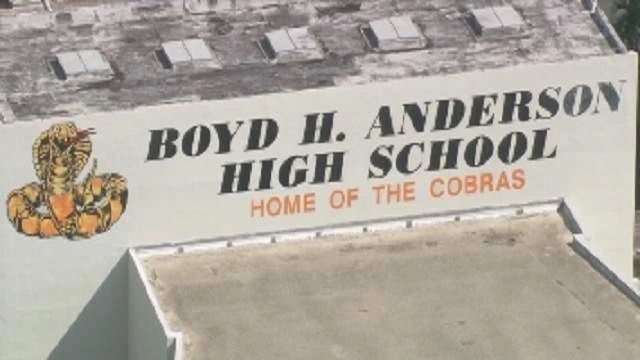 BOYD H. ANDERSON
HIGH SCHOOL
HOME OF THE COBRAS